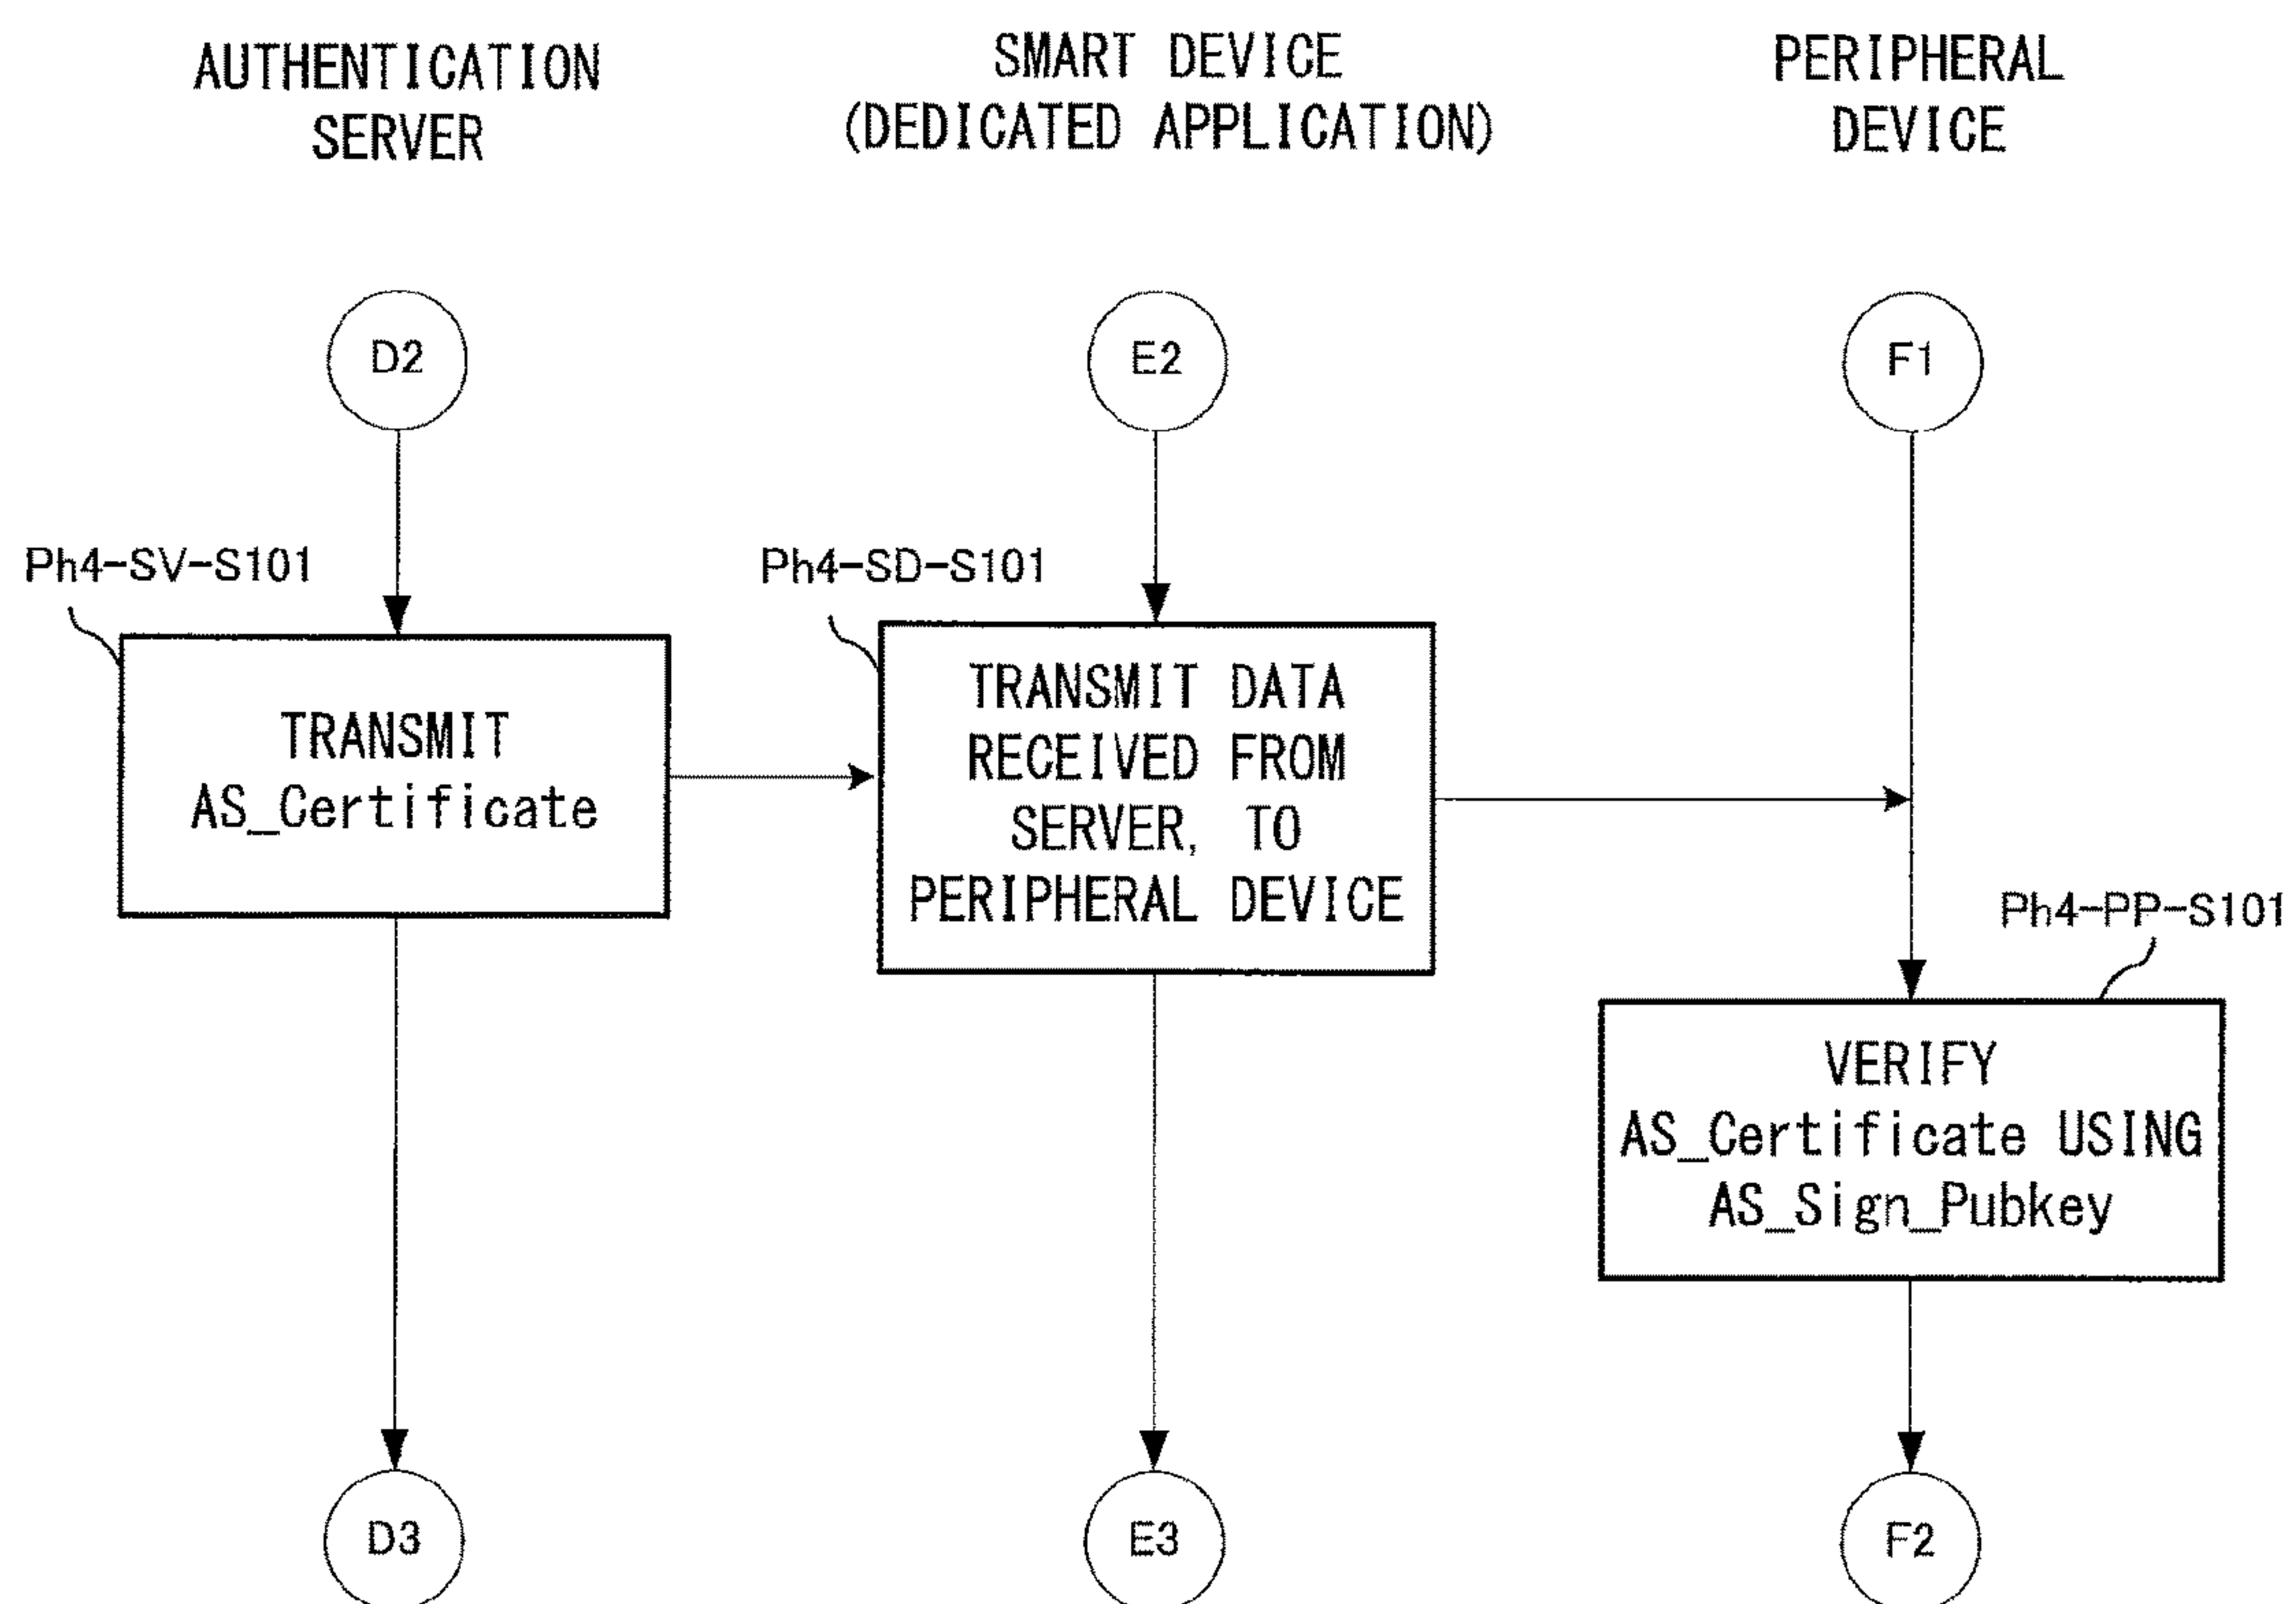 AUTHENTICATION
SERVER
SMART DEVICE
(DEDICATED APPLICATION)
PERIPHERAL
DEVICE
D2
E2
F1
Ph4-SV-S101
TRANSMIT
AS_Certificate
Ph4-SD-S101
TRANSMIT DATA
RECEIVED FROM
SERVER, TO
PERIPHERAL DEVICE
Ph4-PP-S101
VERIFY
AS_Certificate USING
AS_Sign_Pubkey
D3
E3
F2